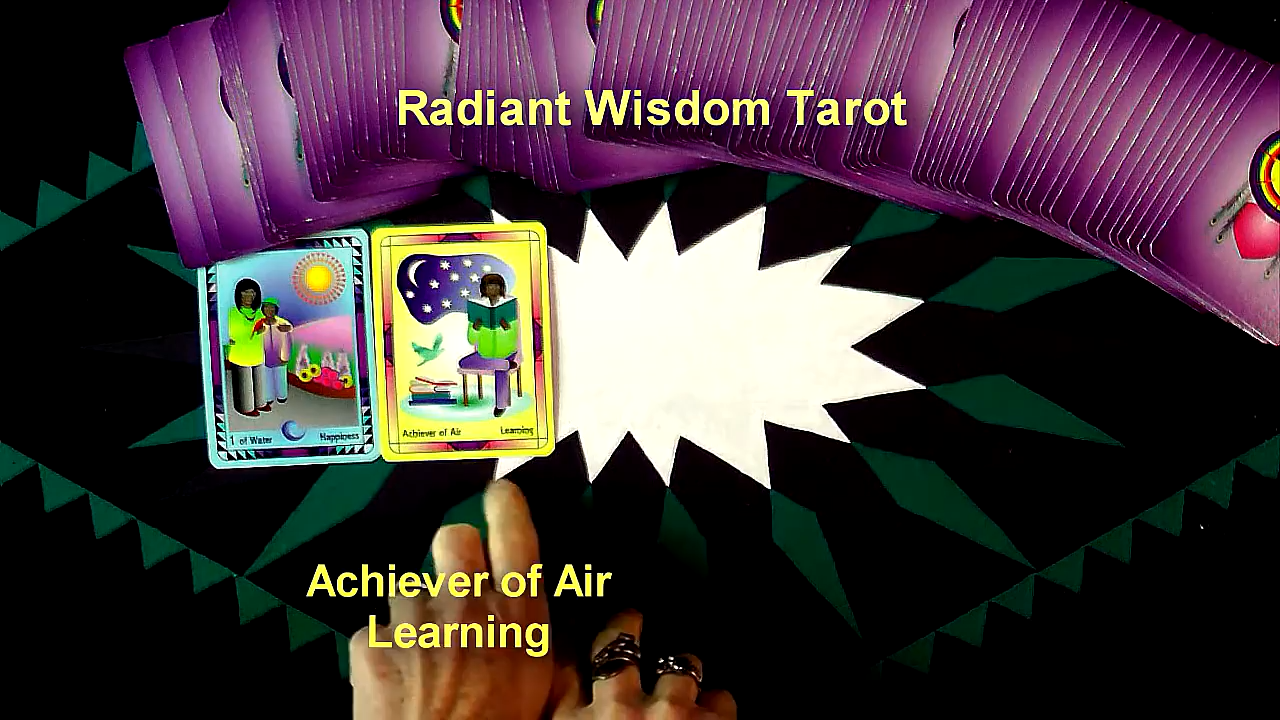 Radiant Wisdom Tarot
1 of Water Happiness
Achiever of Air Learning
Achiever of Air
Learning